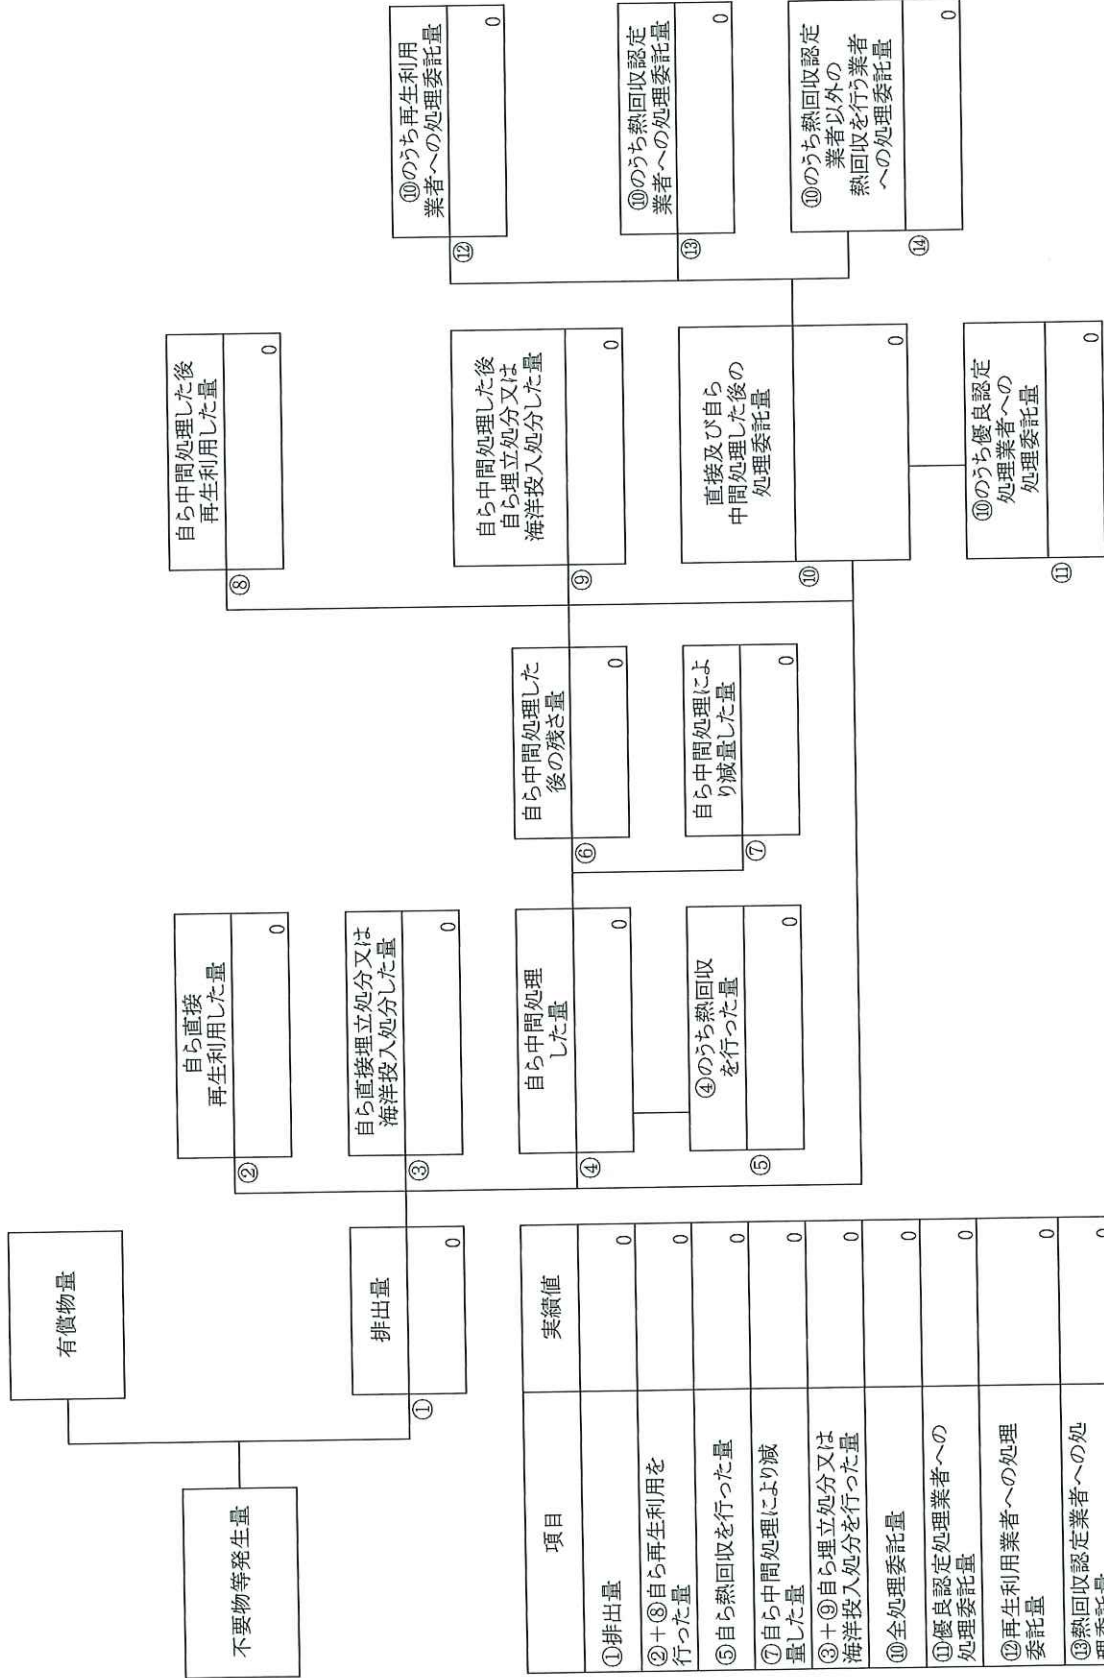 不要物等発生量
有償物量
①
排出量
0
②
自ら直接
再生利用した量
0
③
自ら直接埋立処分又は
海洋投入処分した量
0
④
自ら中間処理
した量
0
⑤
④のうち熱回収
を行った量
0
⑥
自ら中間処理した
後の残さ量
0
⑦
自ら中間処理によ
り減量した量
0
⑧
自ら中間処理した後
再生利用した量
0
⑨
自ら中間処理した後
自ら埋立処分又は
海洋投入処分した量
0
⑩
直接及び自ら
中間処理した後の
処理委託量
0
⑪
⑩のうち優良認定
処理業者への
処理委託量
0
⑫
⑩のうち再生利用
業者への処理委託量
0
⑬
⑩のうち熱回収認定
業者への処理委託量
0
⑭
⑩のうち熱回収認定
業者以外の
熱回収を行う業者
への処理委託量
0
項目 実績値
①排出量 0
②+⑧自ら再生利用を
行った量 0
⑤自ら熱回収を行った量 0
⑦自ら中間処理により減
量した量 0
③+⑨自ら埋立処分又は
海洋投入処分を行った量 0
⑩全処理委託量 0
⑪優良認定処理業者への
処理委託量 0
⑫再生利用業者への処理
委託量 0
⑬熱回収認定業者への処
理委託量 0